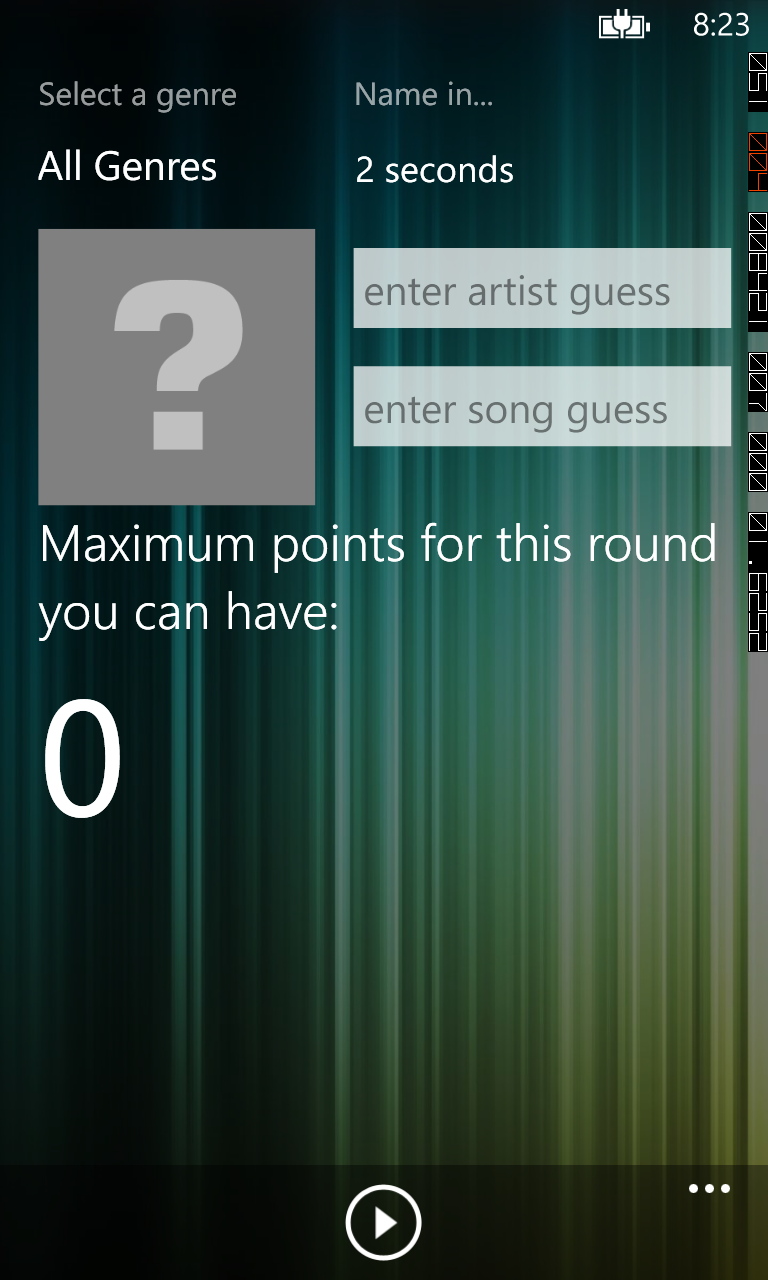 8:23
Select a genre
Name in...
All Genres
2 seconds
?
enter artist guess
enter song guess
Maximum points for this round
you can have:
0